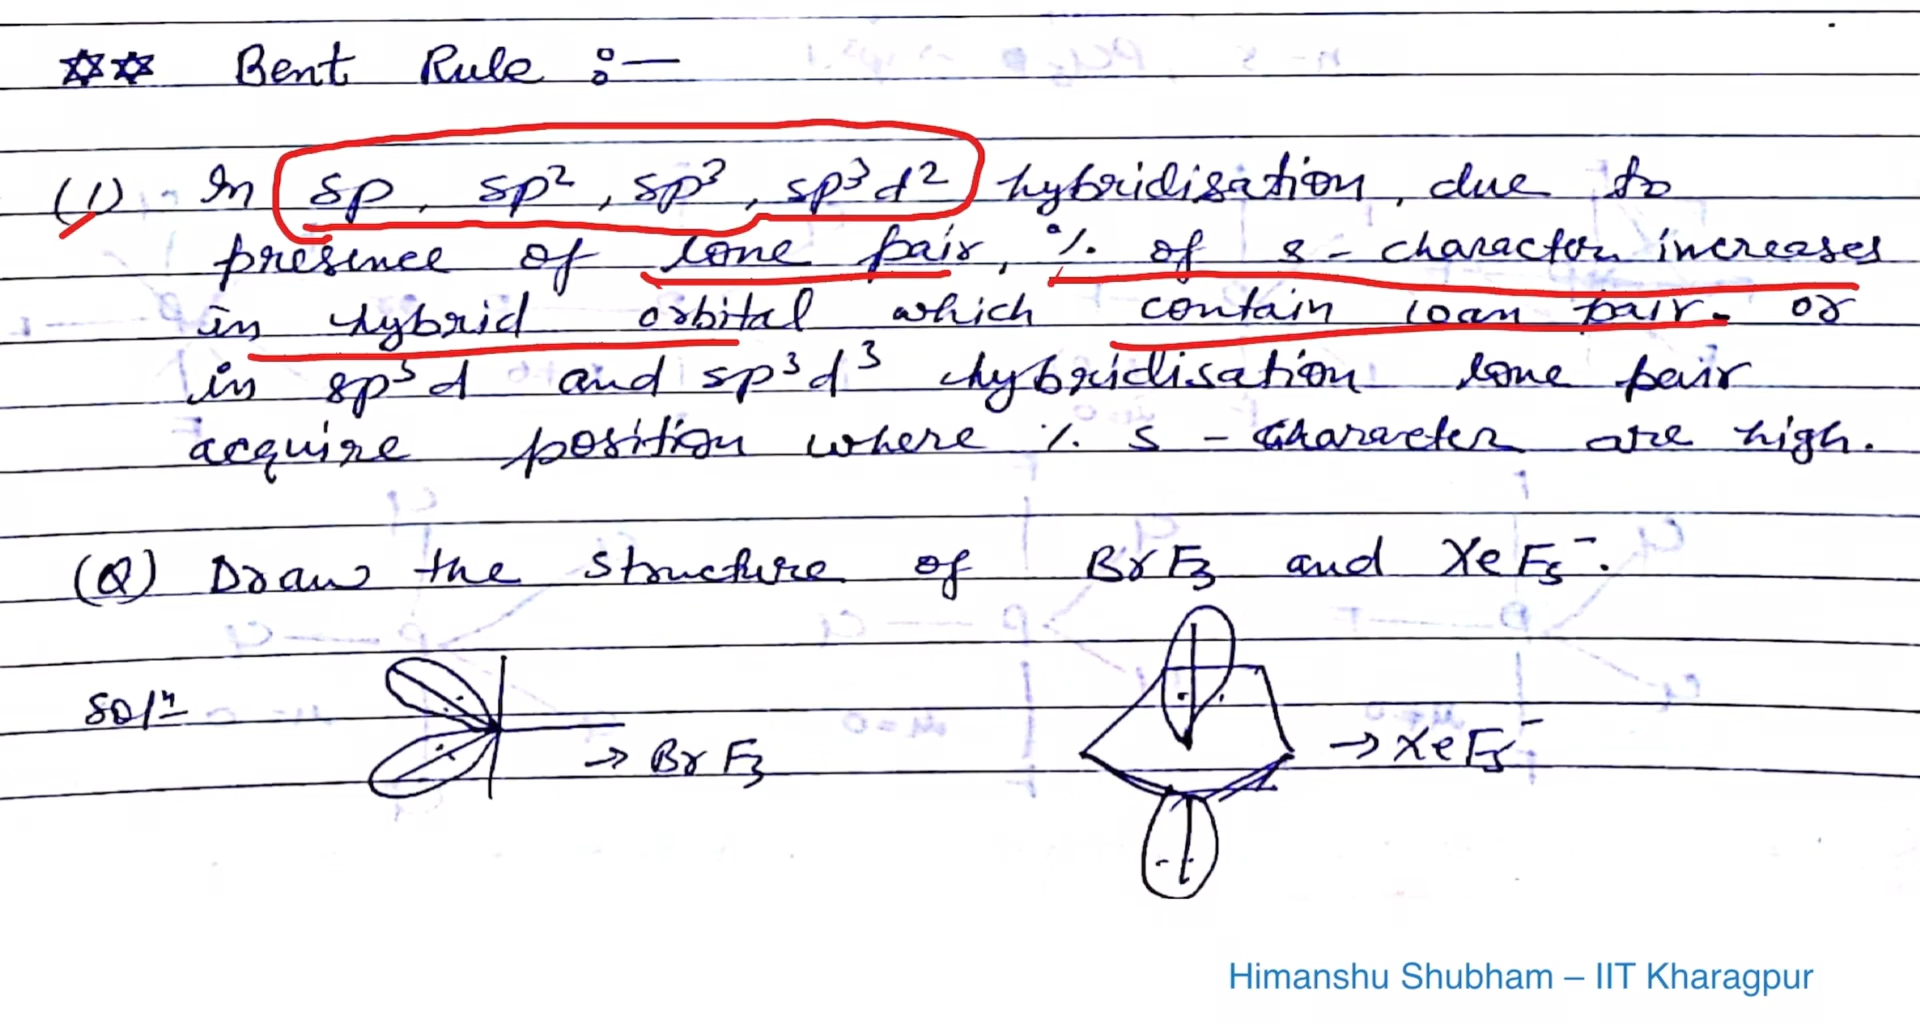 ☆☆ Bent Rule :—
(1) - In sp, sp², sp³, sp³d² hybridisation, due to
presence of lone pair, % of s - character increases
in hybrid orbital which contain loan pair. or
in sp³d and sp³d³ hybridisation lone pair
acquire position where % s - character are high.
(Q) Draw the structure of BrF₃ and XeF₅⁻.
Solⁿ
→ BrF₃
→ XeF₅⁻
Himanshu Shubham – IIT Kharagpur